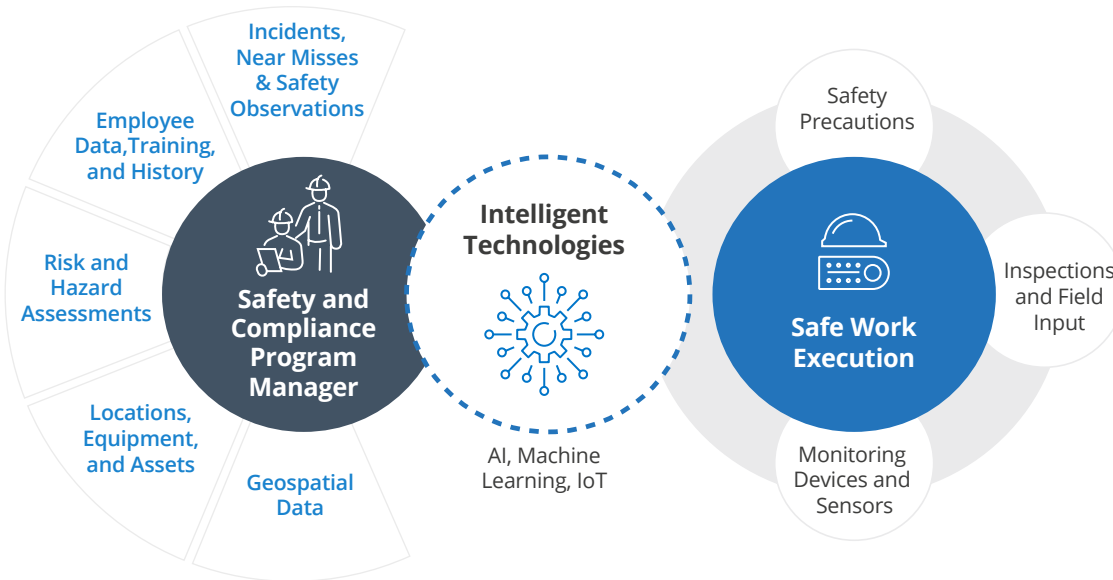 Incidents,
Near Misses
& Safety
Observations
Employee
Data,Training,
and History
Risk and
Hazard
Assessments
Locations,
Equipment,
and Assets
Geospatial
Data
Safety and
Compliance
Program
Manager
Intelligent
Technologies
AI, Machine
Learning, IoT
Safe Work
Execution
Safety
Precautions
Inspections
and Field
Input
Monitoring
Devices and
Sensors